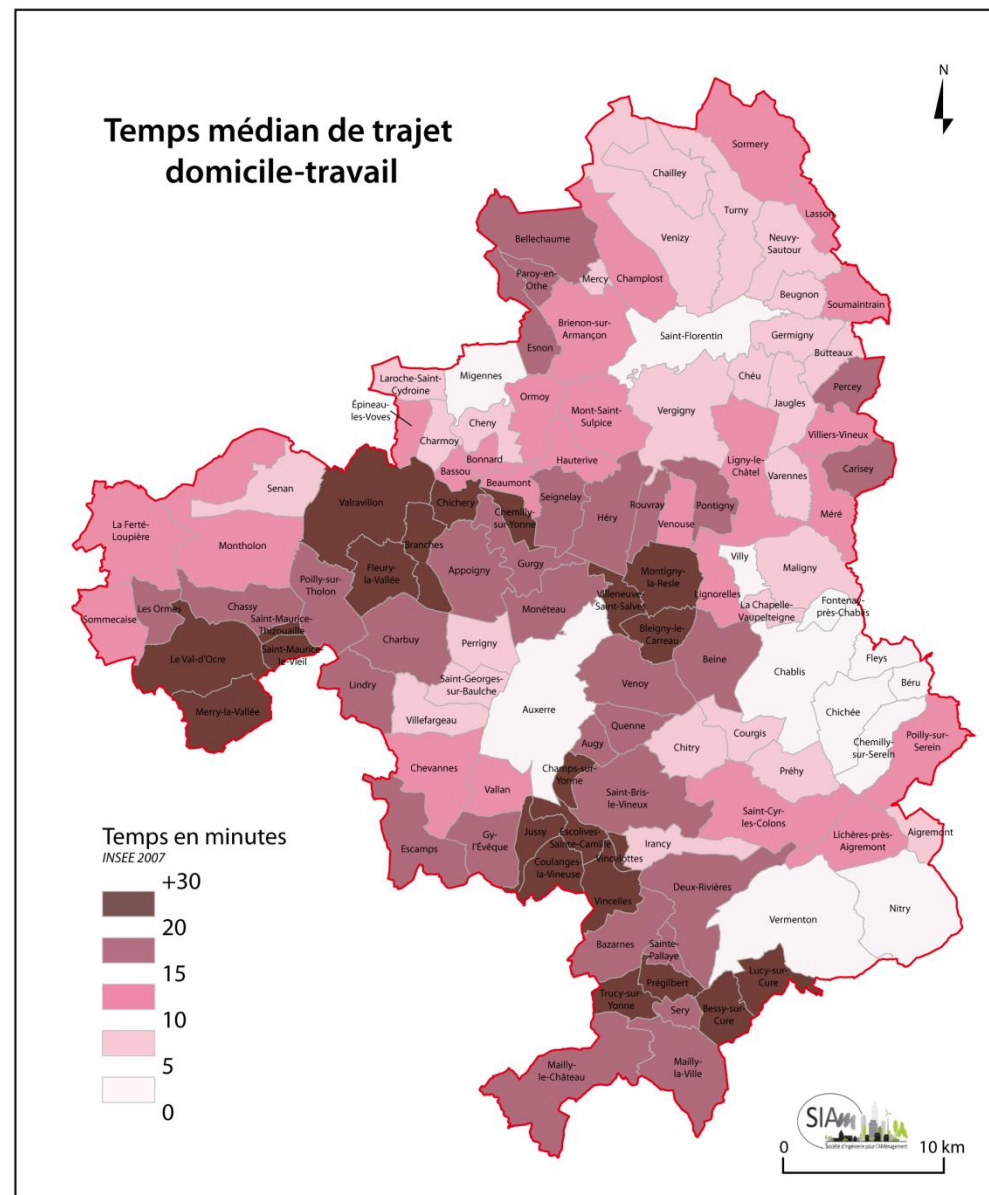 Temps médian de trajet
domicile-travail
N
Sormery
Chailley
Lasson
Turny
Bellechaume
Venizy
Neuvy-
Sautour
Paroy-en-
Othe
Mercy
Champlost
Beugnon
Soumaintrain
Brienon-sur-
Armançon
Saint-Florentin
Germigny
Esnon
Butteaux
Laroche-Saint-
Cydroine
Migennes
Chéu
Percey
Épineau-
les-Voves
Ormoy
Mont-Saint-
Sulpice
Vergigny
Jaugles
Cheny
Charmoy
Villiers-Vineux
Bonnard
Bassou
Hauterive
Ligny-le-
Châtel
Carisey
Senan
Beaumont
Varennes
Valravillon
Chichery
Chemilly-
sur-Yonne
Seignelay
Héry
Rouvray
Pontigny
Venouse
Méré
La Ferté-
Loupière
Montholon
Branches
Villy
Fleury-
la-Vallée
Appoigny
Gurgy
Montigny-
la-Resle
Maligny
Poilly-sur-
Tholon
Villeneuve-
Saint-Salves
Lignorelles
Les Ormes
Chassy
Monéteau
La Chapelle-
Vaupelteigne
Fontenay-
près-Chablis
Sommecaise
Saint-Maurice-
Thizouaille
Bleigny-le-
Carreau
Charbuy
Perrigny
Saint-Maurice-
le-Vieil
Le Val-d'Ocre
Beine
Fleys
Chablis
Saint-Georges-
sur-Baulche
Venoy
Béru
Lindry
Merry-la-Vallée
Auxerre
Chichée
Villefargeau
Quenne
Courgis
Chemilly-
sur-Serein
Poilly-sur-
Serein
Augy
Chitry
Chevannes
Champs-sur-
Yonne
Préhy
Vallan
Saint-Bris-
le-Vineux
Saint-Cyr-
les-Colons
Jussy
Escolives-
Sainte-Camille
Lichères-près-
Aigremont
Aigremont
Escamps
Gy-
l'Évêque
Irancy
Vincelottes
Coulanges-
la-Vineuse
Deux-Rivières
Vincelles
Vermenton
Nitry
Bazarnes
Sainte-
Pallaye
Prégilbert
Lucy-sur-
Cure
Trucy-sur-
Yonne
Sery
Bessy-sur-
Cure
Mailly-
le-Château
Mailly-
la-Ville
Temps en minutes
INSEE 2007
+30
20
15
10
5
0
SIAm
Société d'Ingénierie pour l'AMénagement
0 10 km